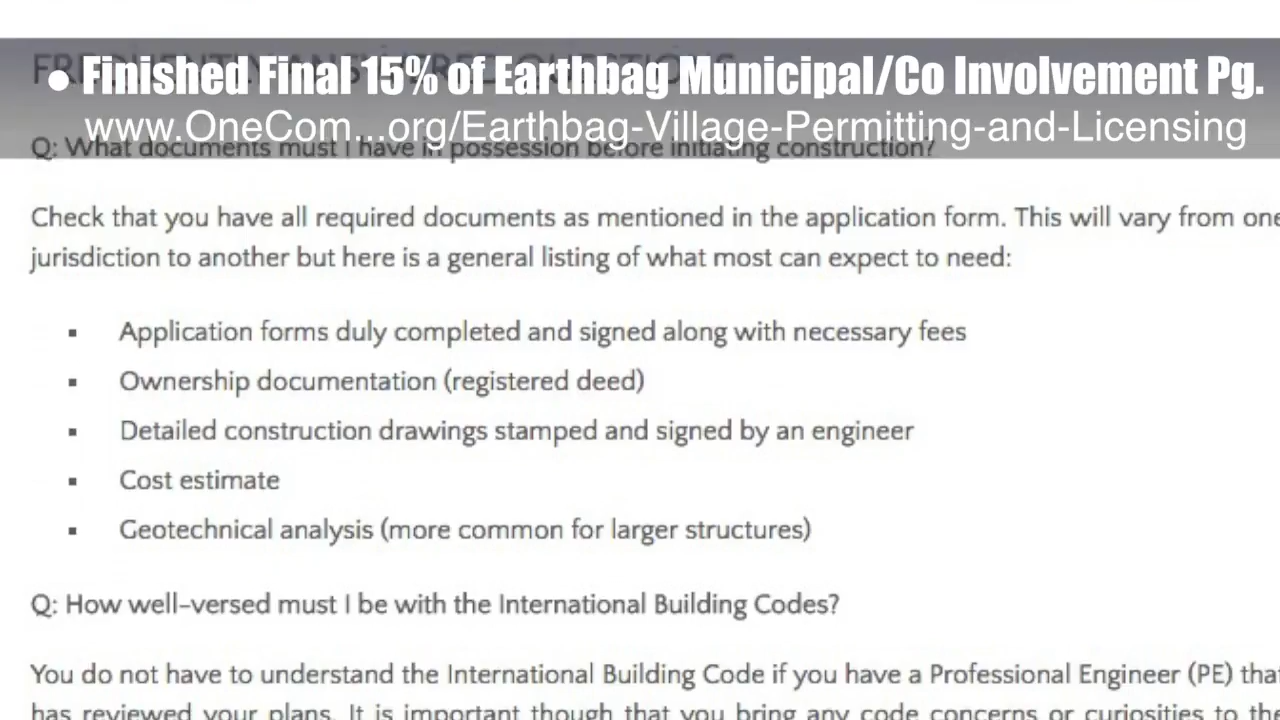 FREQUENTLY ANSWERED QUESTIONS
• Finished Final 15% of Earthbag Municipal/Co Involvement Pg.
www.OneCom...org/Earthbag-Village-Permitting-and-Licensing
Q: What documents must I have in possession before initiating construction?
Check that you have all required documents as mentioned in the application form. This will vary from one
jurisdiction to another but here is a general listing of what most can expect to need:
▪ Application forms duly completed and signed along with necessary fees
▪ Ownership documentation (registered deed)
▪ Detailed construction drawings stamped and signed by an engineer
▪ Cost estimate
▪ Geotechnical analysis (more common for larger structures)
Q: How well-versed must I be with the International Building Codes?
You do not have to understand the International Building Code if you have a Professional Engineer (PE) that
has reviewed your plans. It is important though that you bring any code concerns or curiosities to the